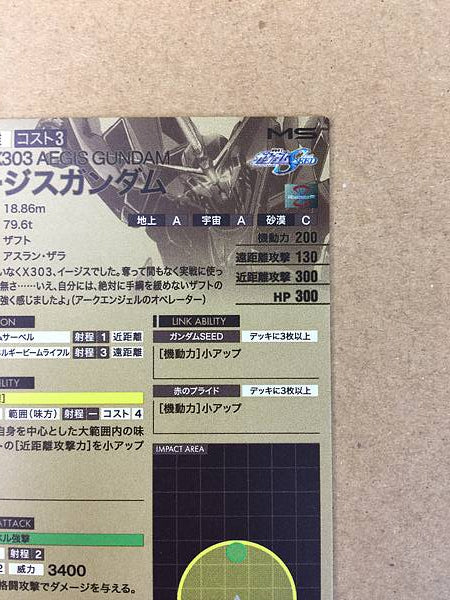 コスト3
MS
X303 AEGIS GUNDAM
ージスガンダム
18.86m
79.6t
ザフト
アスラン・ザラ
SEED
地上 A 宇宙 A 砂漠 C
機動力 200
遠距離攻撃 130
近距離攻撃 300
HP 300
いなくX303、イージスでした。奪って間もなく実戦に使っ
無さ……いえ、自分には、絶対に手綱を緩めないザフトの
強く感じましたよ」(アークエンジェルのオペレーター)
ON
ムサーベル 射程 1 近距離
ネルギービームライフル 射程 3 遠距離
LINK ABILITY
ガンダムSEED デッキに3枚以上
[機動力]小アップ
赤のプライド デッキに3枚以上
[機動力]小アップ
ILITY
範囲(味方) 射程 ー コスト 4
自身を中心とした大範囲内の味
ーの[近距離攻撃力]を小アップ
IMPACT AREA
ATTACK
ベル強撃
射程 2
2 威力 3400
格闘攻撃でダメージを与える。